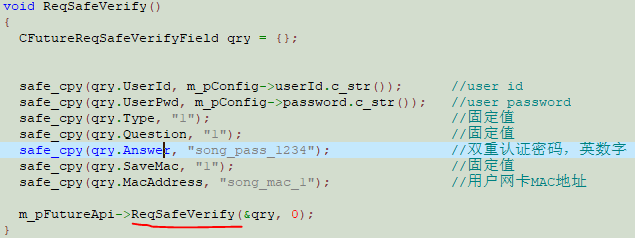 void ReqSafeVerify()
{
CFutureReqSafeVerifyField qry = {};
safe_cpy(qry.UserId, m_pConfig->userId.c_str()); //user id
safe_cpy(qry.UserPwd, m_pConfig->password.c_str()); //user password
safe_cpy(qry.Type, "1"); //固定值
safe_cpy(qry.Question, "1"); //固定值
safe_cpy(qry.Answer, "song_pass_1234"); //双重认证密码，英数字
safe_cpy(qry.SaveMac, "1"); //固定值
safe_cpy(qry.MacAddress, "song_mac_1"); //用户网卡MAC地址
m_pFutureApi->ReqSafeVerify(&qry, 0);
}